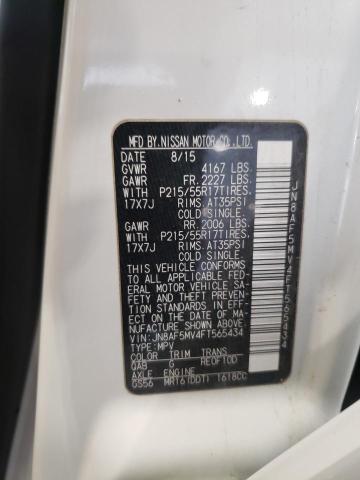 MFD.BY.NISSAN MOTOR CO.,LTD.
DATE 8/15
GVWR 4167 LBS.
GAWR FR.2227 LBS.
WITH P215/55R17TIRES.
17X7J RIMS. AT35PSI
COLD SINGLE.
GAWR RR.2006 LBS.
WITH P215/55R17TIRES.
17X7J RIMS. AT35PSI
COLD SINGLE.
THIS VEHICLE CONFORMS
TO ALL APPLICABLE FED-
ERAL MOTOR VEHICLE SA-
FETY AND THEFT PREVEN-
TION STANDARDS IN EFF-
ECT ON THE DATE OF MA-
NUFACTURE SHOWN ABOVE.
VIN: JN8AF5MV4FT565434
TYPE: MPV
COLOR TRIM TRANS
QAB G RE0F10D
AXLE ENGINE
GS56 MR16(DDT) 1618CC
JN8AF5MV4FT565434